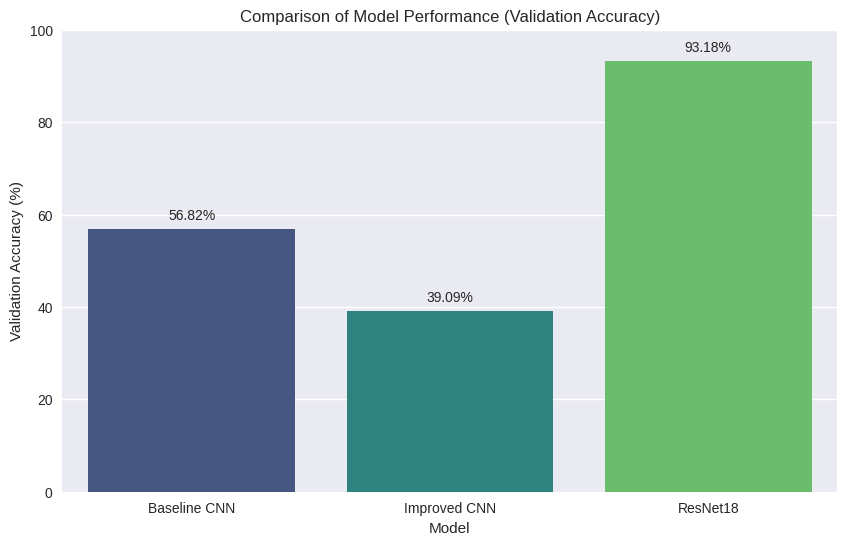 Comparison of Model Performance (Validation Accuracy)
Validation Accuracy (%)
100
80
60
40
20
0
56.82%
39.09%
93.18%
Baseline CNN
Improved CNN
ResNet18
Model